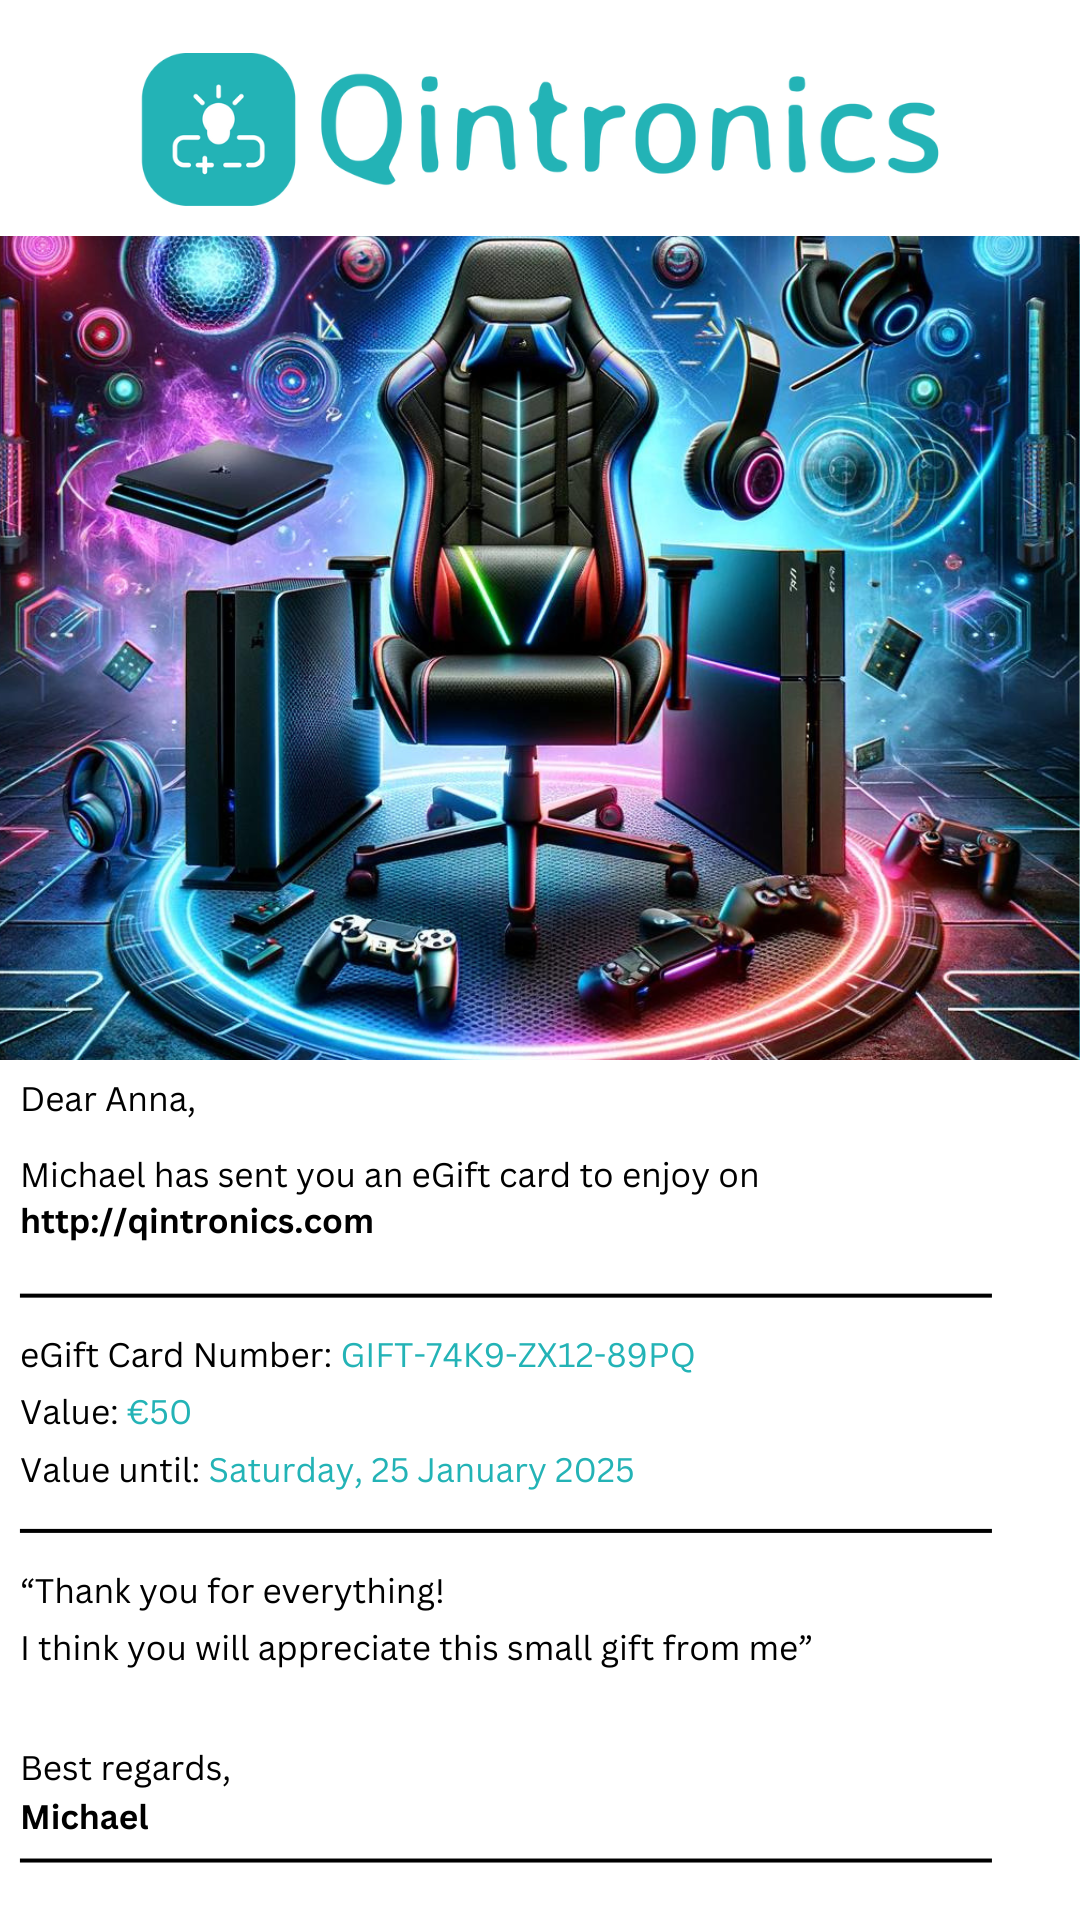 Qintronics
Dear Anna,
Michael has sent you an eGift card to enjoy on
http://qintronics.com
eGift Card Number: GIFT-74K9-ZX12-89PQ
Value: €50
Value until: Saturday, 25 January 2025
“Thank you for everything!
I think you will appreciate this small gift from me”
Best regards,
Michael